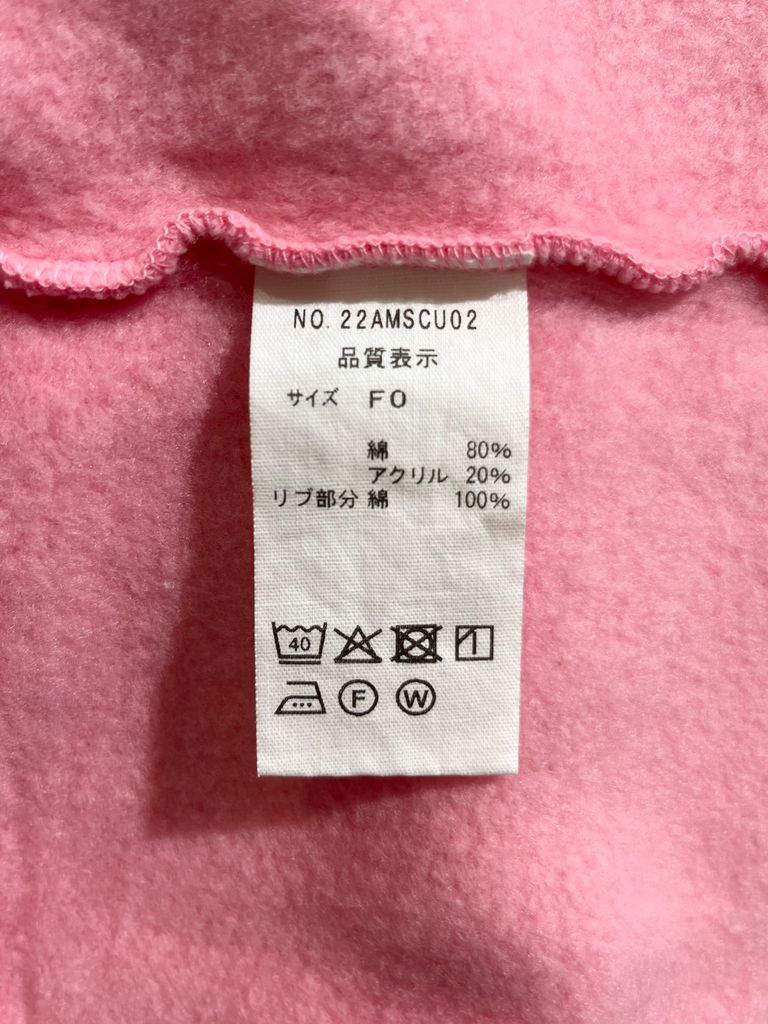 NO. 22AMSCU02
品質表示
サイズ F0
綿 80%
アクリル 20%
リブ部分 綿 100%
40
F W